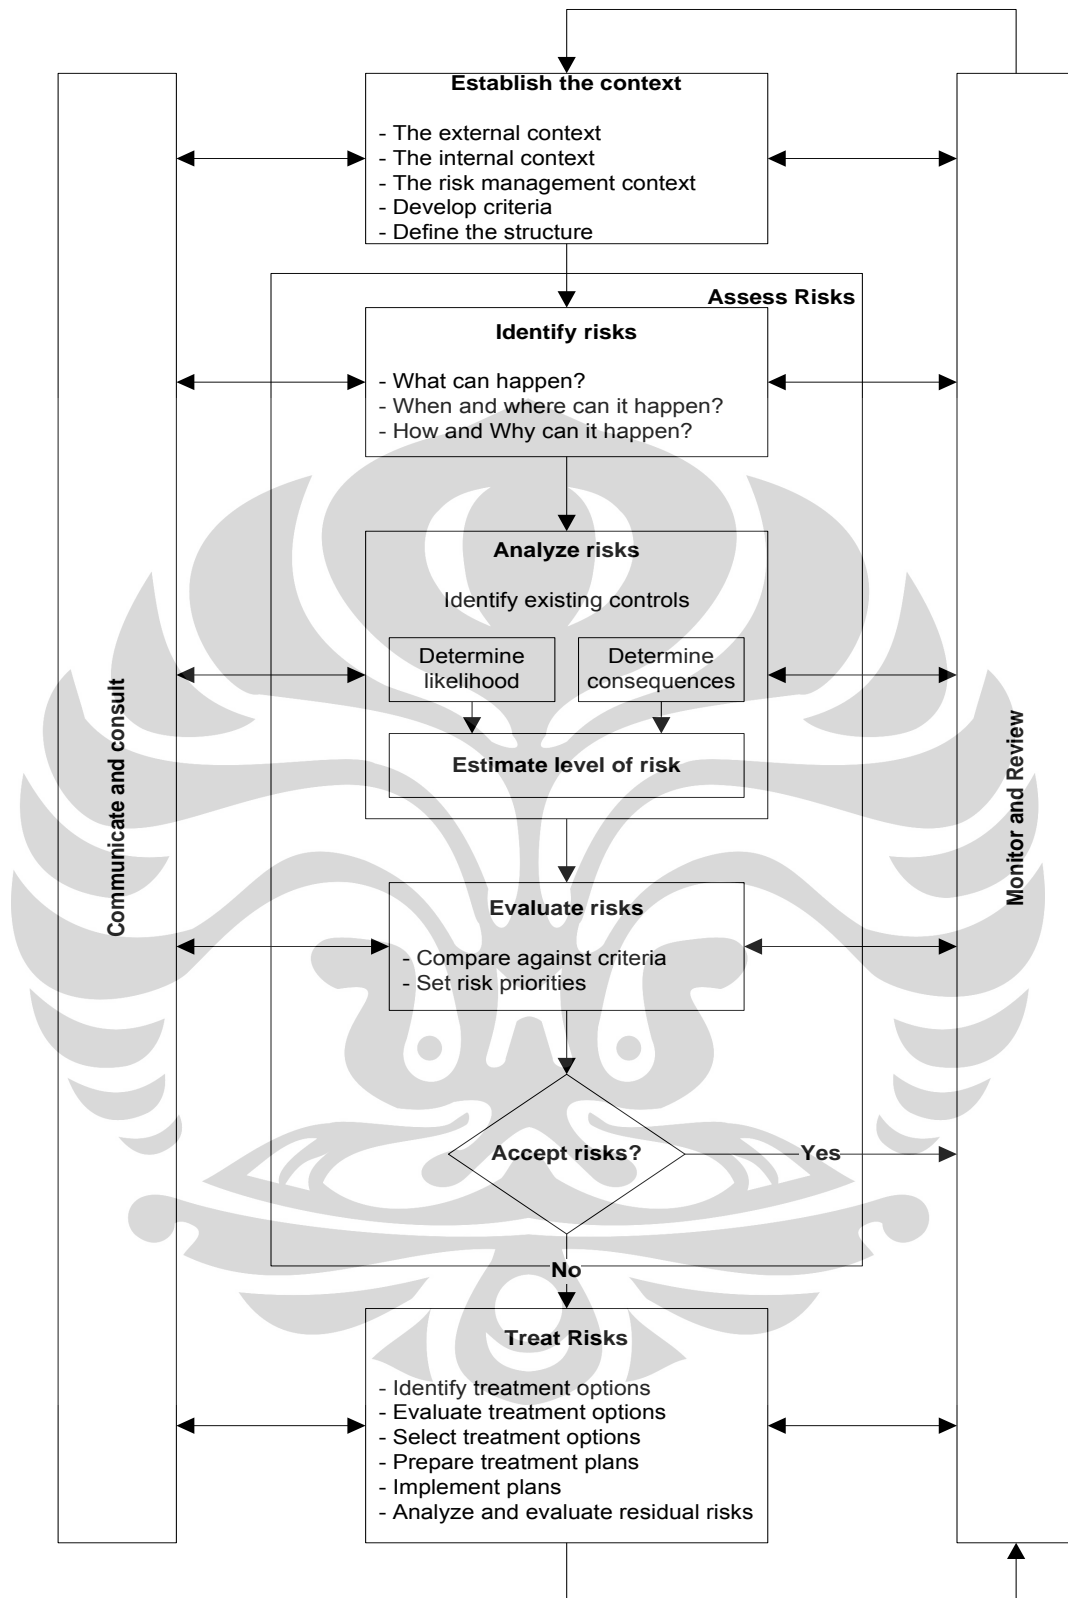 Establish the context
- The external context
- The internal context
- The risk management context
- Develop criteria
- Define the structure
Assess Risks
Identify risks
- What can happen?
- When and where can it happen?
- How and Why can it happen?
Analyze risks
Identify existing controls
Determine
likelihood
Determine
consequences
Estimate level of risk
Communicate and consult
Monitor and Review
Evaluate risks
- Compare against criteria
- Set risk priorities
Accept risks?
Yes
No
Treat Risks
- Identify treatment options
- Evaluate treatment options
- Select treatment options
- Prepare treatment plans
- Implement plans
- Analyze and evaluate residual risks